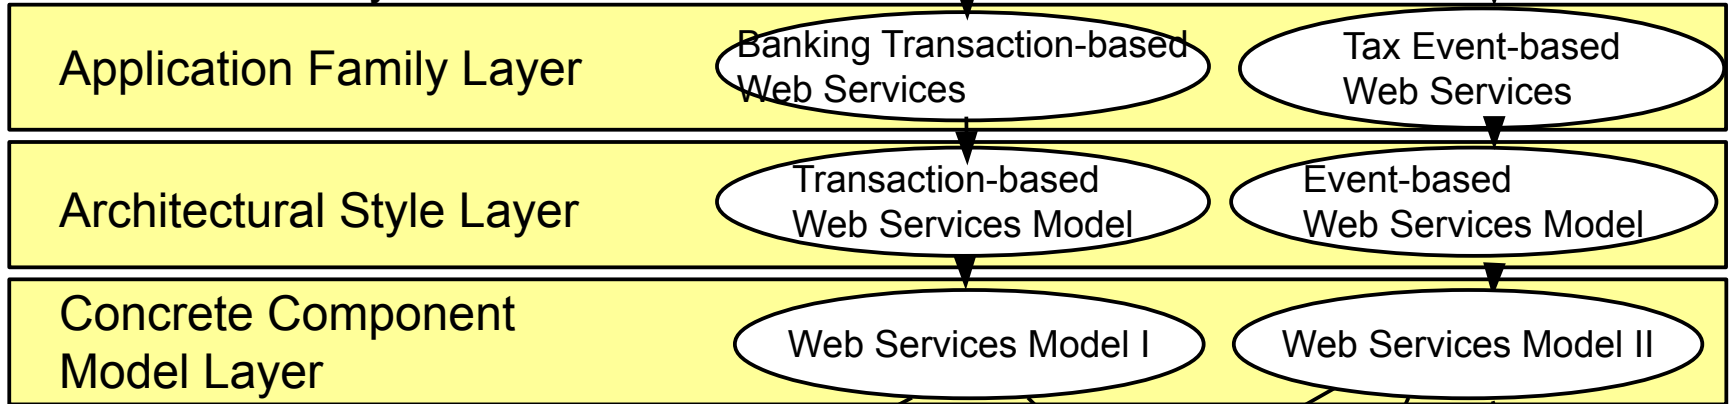 Application Family Layer
Banking Transaction-based
Web Services
Tax Event-based
Web Services
Architectural Style Layer
Transaction-based
Web Services Model
Event-based
Web Services Model
Concrete Component
Model Layer
Web Services Model I
Web Services Model II